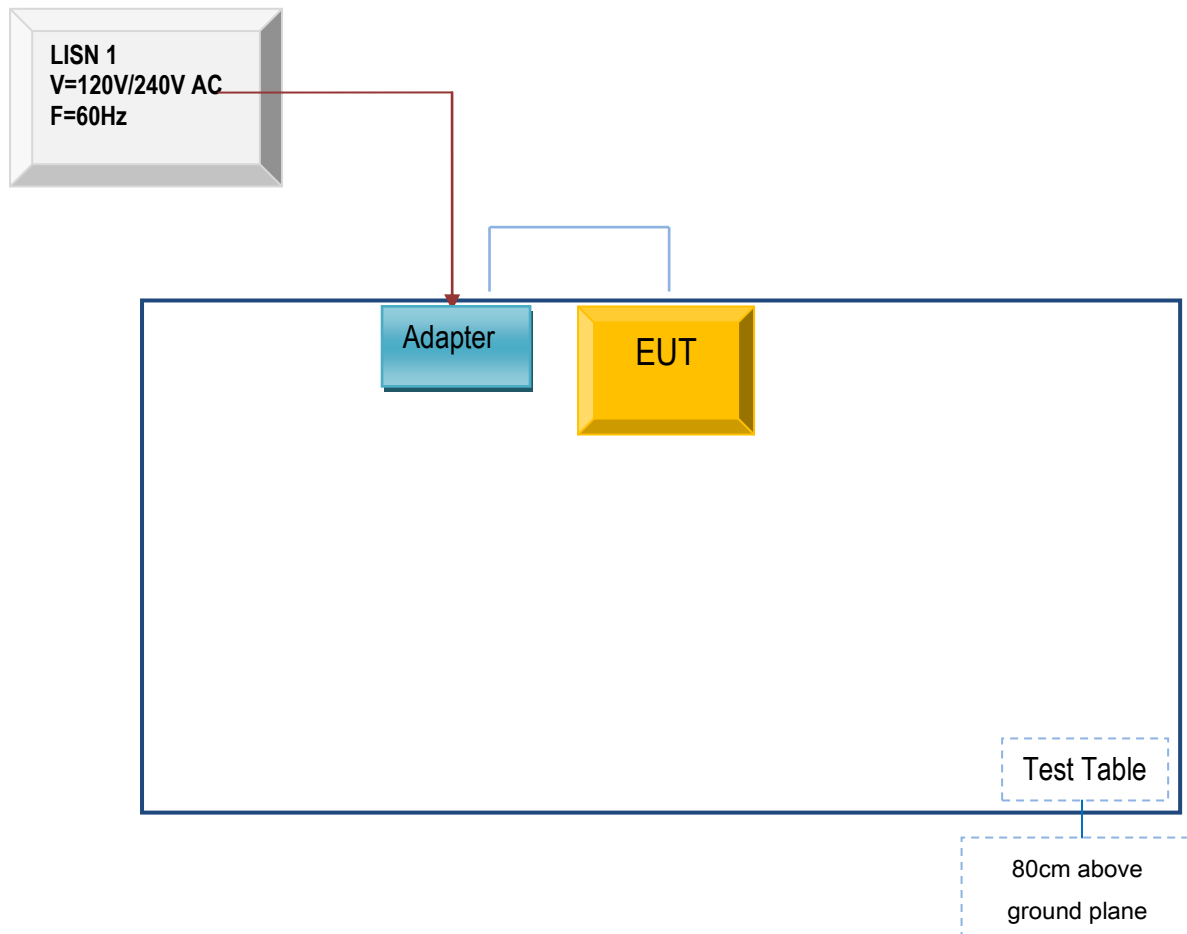 LISN 1
V=120V/240V AC
F=60Hz
Adapter
EUT
Test Table
80cm above
ground plane